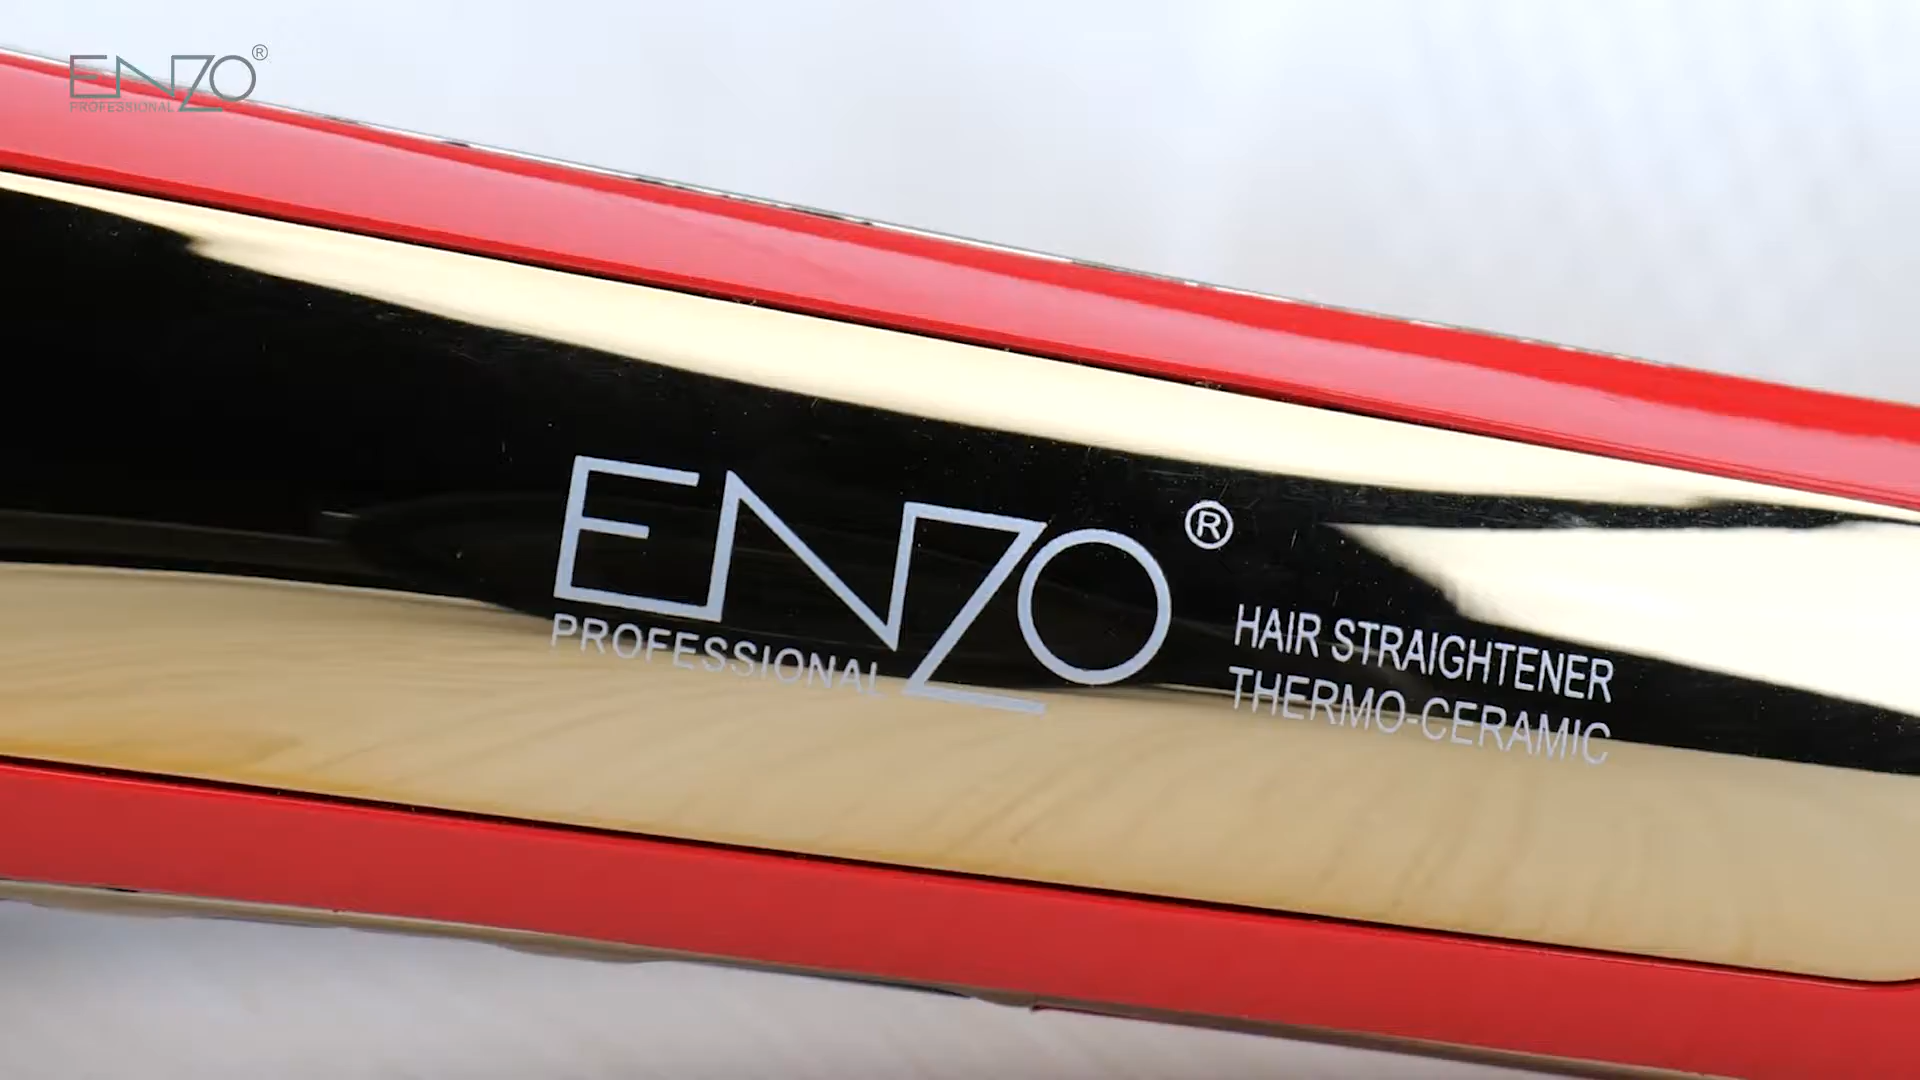 ENZO®
PROFESSIONAL
ENZO®
PROFESSIONAL
HAIR STRAIGHTENER
THERMO-CERAMIC